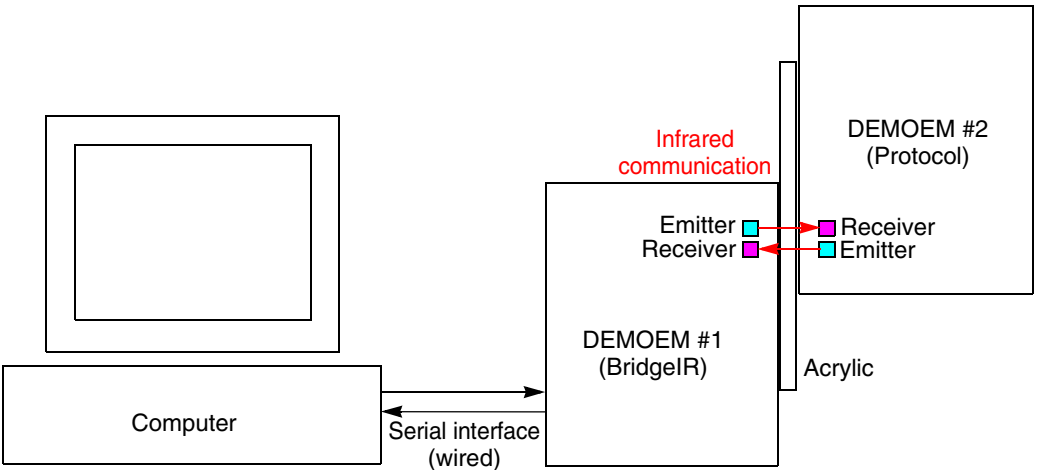 DEMOEM #2
(Protocol)
Infrared
communication
Emitter
Receiver
Receiver
Emitter
DEMOEM #1
(BridgeIR)
Acrylic
Computer
Serial interface
(wired)